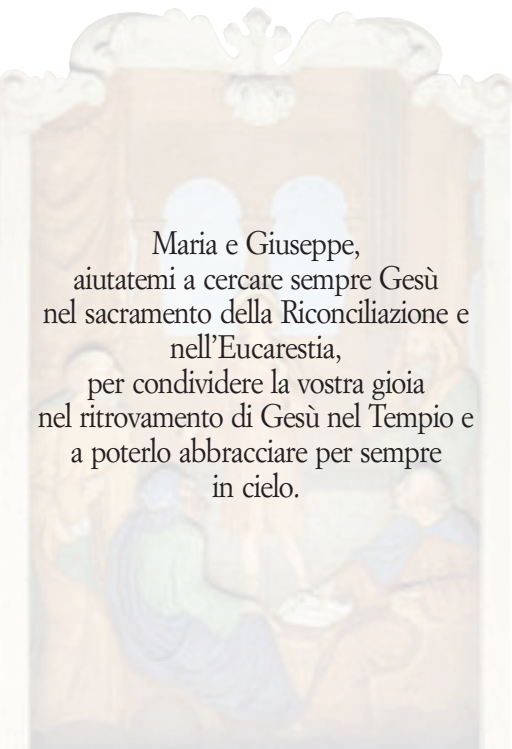 Maria e Giuseppe,
aiutatemi a cercare sempre Gesù
nel sacramento della Riconciliazione e
nell’Eucarestia,
per condividere la vostra gioia
nel ritrovamento di Gesù nel Tempio e
a poterlo abbracciare per sempre
in cielo.